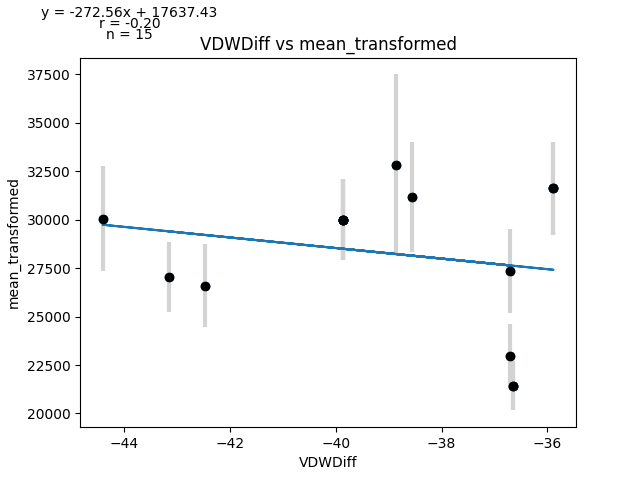 y = -272.56x + 17637.43
r = -0.20
n = 15
VDWDiff vs mean_transformed
37500
35000
32500
30000
27500
25000
22500
20000
mean_transformed
−44
−42
−40
−38
−36
VDWDiff